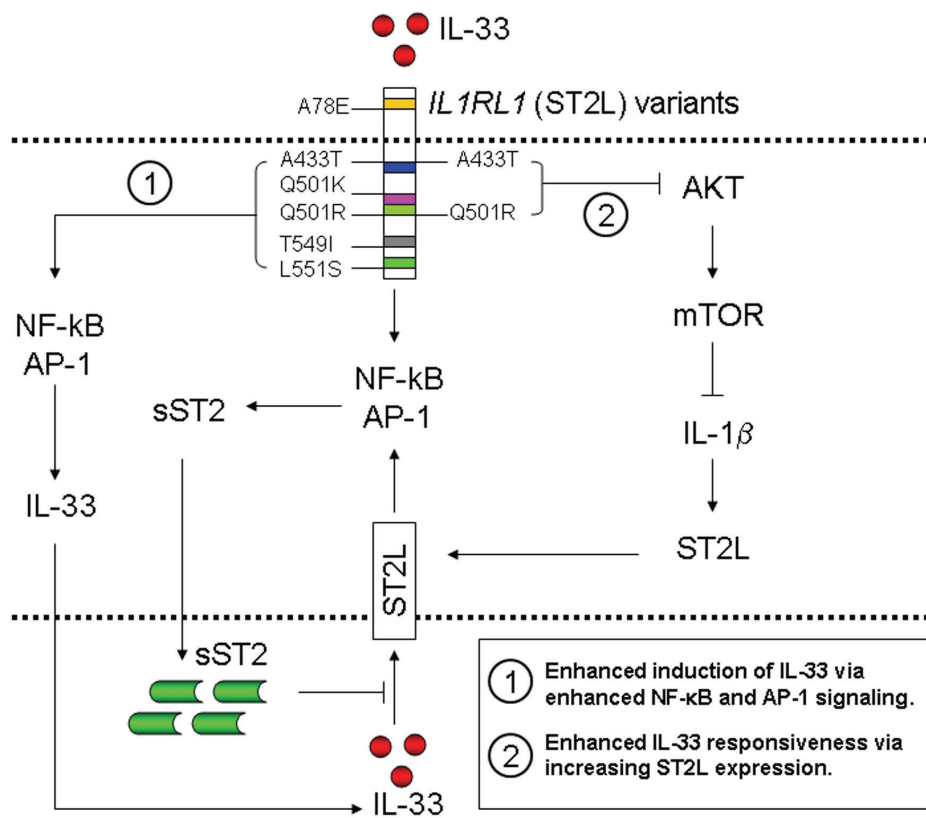 IL-33
IL1RL1 (ST2L) variants
A78E
A433T
Q501K
Q501R
T549I
L551S
A433T
Q501R
1
2
AKT
mTOR
IL-1β
ST2L
NF-kB
AP-1
IL-33
NF-kB
AP-1
sST2
ST2L
sST2
IL-33
1 Enhanced induction of IL-33 via
enhanced NF-κB and AP-1 signaling.
2 Enhanced IL-33 responsiveness via
increasing ST2L expression.